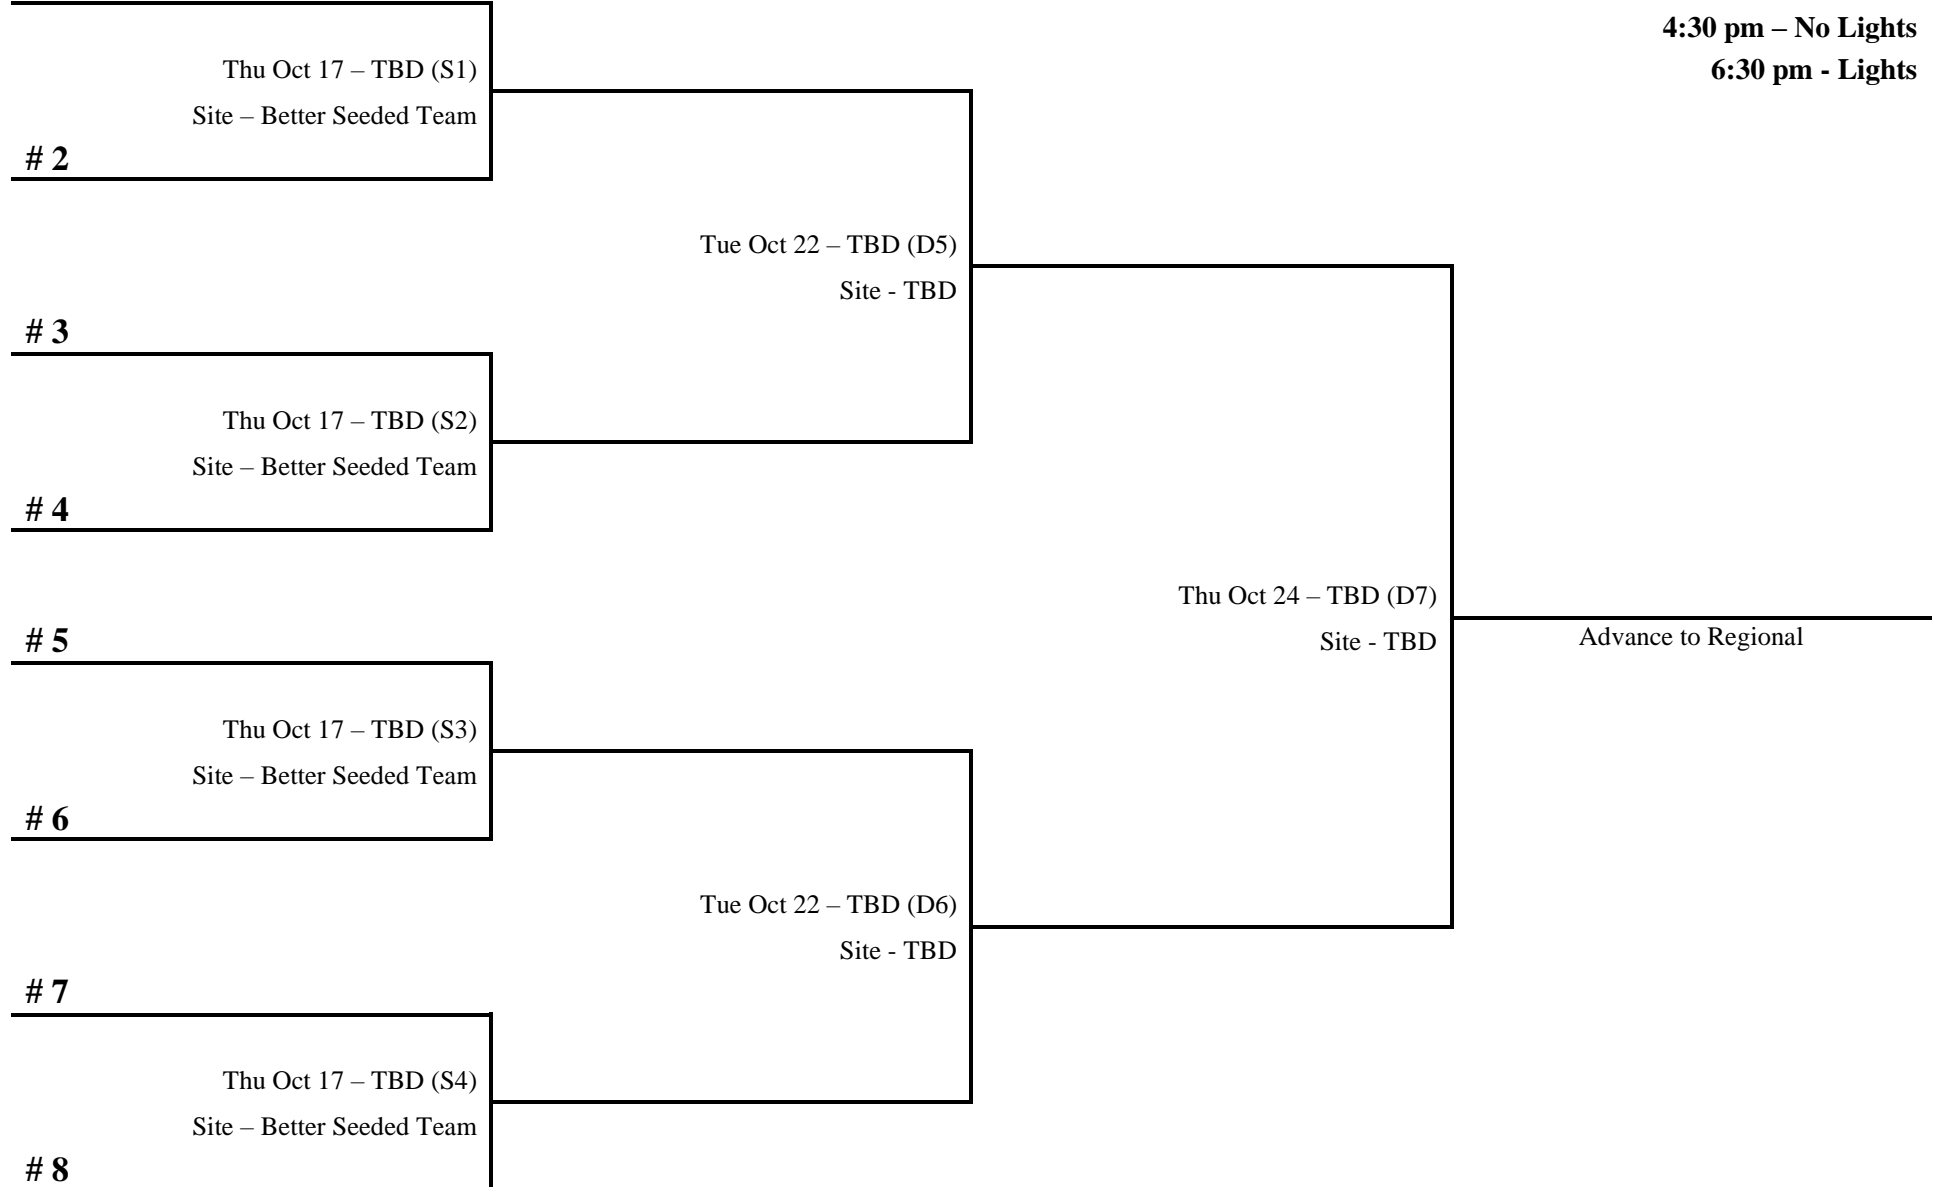 4:30 pm – No Lights
6:30 pm - Lights
Thu Oct 17 – TBD (S1)
Site – Better Seeded Team
# 2
Tue Oct 22 – TBD (D5)
Site - TBD
# 3
Thu Oct 17 – TBD (S2)
Site – Better Seeded Team
# 4
Thu Oct 24 – TBD (D7)
Site - TBD
Advance to Regional
# 5
Thu Oct 17 – TBD (S3)
Site – Better Seeded Team
# 6
Tue Oct 22 – TBD (D6)
Site - TBD
# 7
Thu Oct 17 – TBD (S4)
Site – Better Seeded Team
# 8